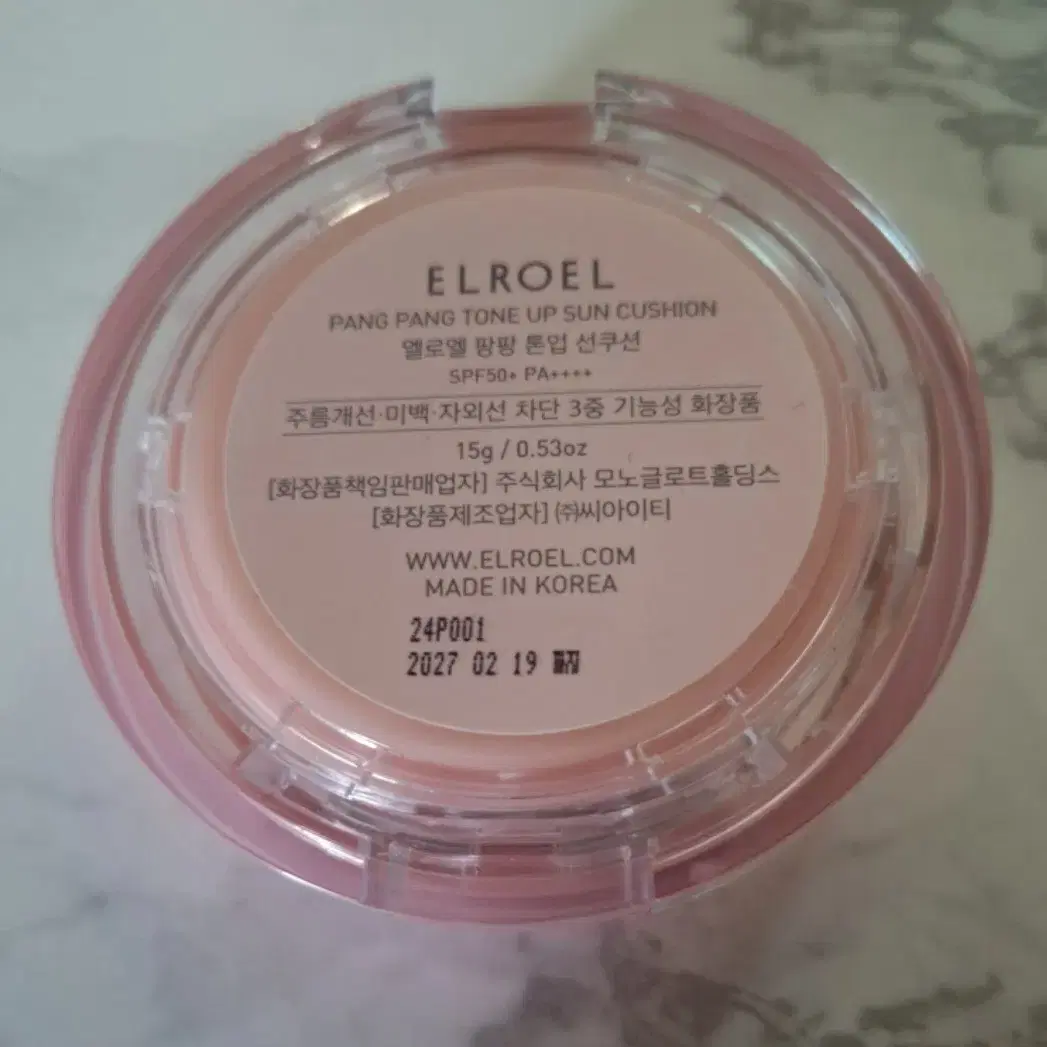 ELROEL
PANG PANG TONE UP SUN CUSHION
엘로엘 팡팡 톤업 선쿠션
SPF50+ PA++++
주름개선·미백·자외선 차단 3중 기능성 화장품
15g / 0.53oz
[화장품책임판매업자] 주식회사 모노글로트홀딩스
[화장품제조업자] ㈜씨아이티
WWW.ELROEL.COM
MADE IN KOREA
24P001
2027 02 19 까지